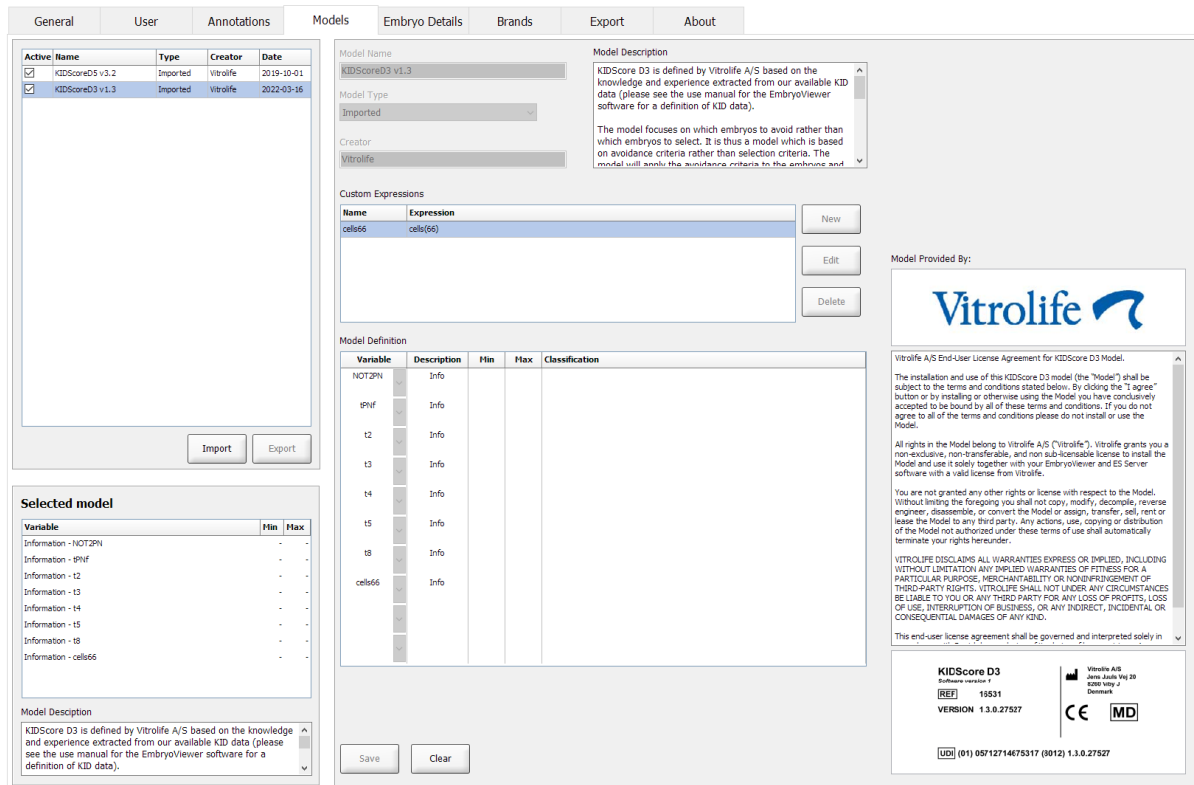 General User Annotations Models Embryo Details Brands Export About
Active Name Type Creator Date
KIDScoreD5 v3.2 Imported Vitrolife 2019-10-01
KIDScoreD3 v1.3 Imported Vitrolife 2022-03-16
Import Export
Selected model
Variable Min Max
Information - NOT2PN - -
Information - tPNf - -
Information - t2 - -
Information - t3 - -
Information - t4 - -
Information - t5 - -
Information - t8 - -
Information - cells66 - -
Model Desciption
KIDScore D3 is defined by Vitrolife A/S based on the knowledge
and experience extracted from our available KID data (please
see the use manual for the EmbryoViewer software for a
definition of KID data).
Model Name
KIDScoreD3 v1.3
Model Type
Imported
Creator
Vitrolife
Model Description
KIDScore D3 is defined by Vitrolife A/S based on the
knowledge and experience extracted from our available KID
data (please see the use manual for the EmbryoViewer
software for a definition of KID data).
The model focuses on which embryos to avoid rather than
which embryos to select. It is thus a model which is based
on avoidance criteria rather than selection criteria. The
model will apply the avoidance criteria to the embryos and
Custom Expressions
Name Expression
cells66 cells(66)
New
Edit
Delete
Model Definition
Variable Description Min Max Classification
NOT2PN Info
tPNf Info
t2 Info
t3 Info
t4 Info
t5 Info
t8 Info
cells66 Info
Save Clear
Model Provided By:
Vitrolife
Vitrolife A/S End-User License Agreement for KIDScore D3 Model.
The installation and use of this KIDScore D3 model (the "Model") shall be
subject to the terms and conditions stated below. By clicking the "I agree"
button or by installing or otherwise using the Model you have conclusively
accepted to be bound by all of these terms and conditions. If you do not
agree to all of the terms and conditions please do not install or use the
Model.
All rights in the Model belong to Vitrolife A/S ("Vitrolife"). Vitrolife grants you a
non-exclusive, non-transferable, and non sub-licensable license to install the
Model and use it solely together with your EmbryoViewer and ES Server
software with a valid license from Vitrolife.
You are not granted any other rights or license with respect to the Model.
Without limiting the foregoing you shall not copy, modify, decompile, reverse
engineer, disassemble, or convert the Model or assign, transfer, sell, rent or
lease the Model to any third party. Any actions, use, copying or distribution
of the Model not authorized under these terms of use shall automatically
terminate your rights hereunder.
VITROLIFE DISCLAIMS ALL WARRANTIES EXPRESS OR IMPLIED, INCLUDING
WITHOUT LIMITATION ANY IMPLIED WARRANTIES OF FITNESS FOR A
PARTICULAR PURPOSE, MERCHANTABILITY OR NONINFRINGEMENT OF
THIRD-PARTY RIGHTS. VITROLIFE SHALL NOT UNDER ANY CIRCUMSTANCES
BE LIABLE TO YOU OR ANY THIRD PARTY FOR ANY LOSS OF PROFITS, LOSS
OF USE, INTERRUPTION OF BUSINESS, OR ANY INDIRECT, INCIDENTAL OR
CONSEQUENTIAL DAMAGES OF ANY KIND.
This end-user license agreement shall be governed and interpreted solely in
KIDScore D3
Software version 1
REF 16531
VERSION 1.3.0.27527
Vitrolife A/S
Jens Juuls Vej 20
8260 Viby J
Denmark
CE MD
UDI (01) 05712714675317 (3012) 1.3.0.27527